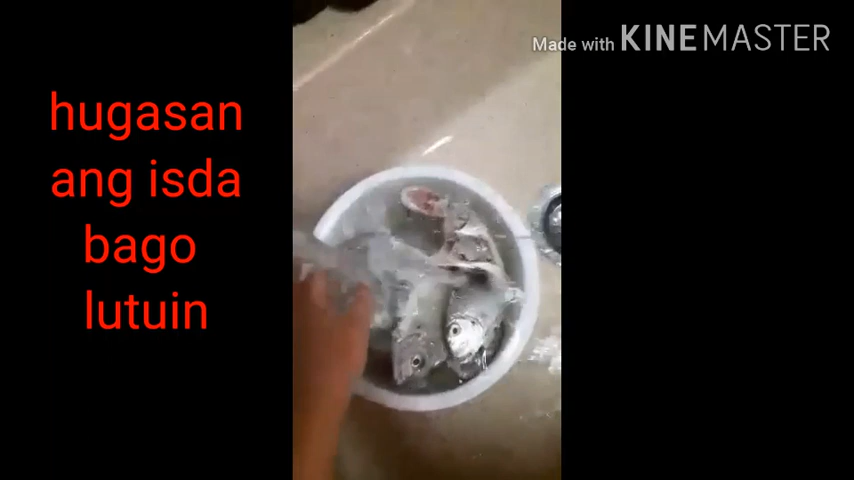 Made with KINEMASTER
hugasan
ang isda
bago
lutuin